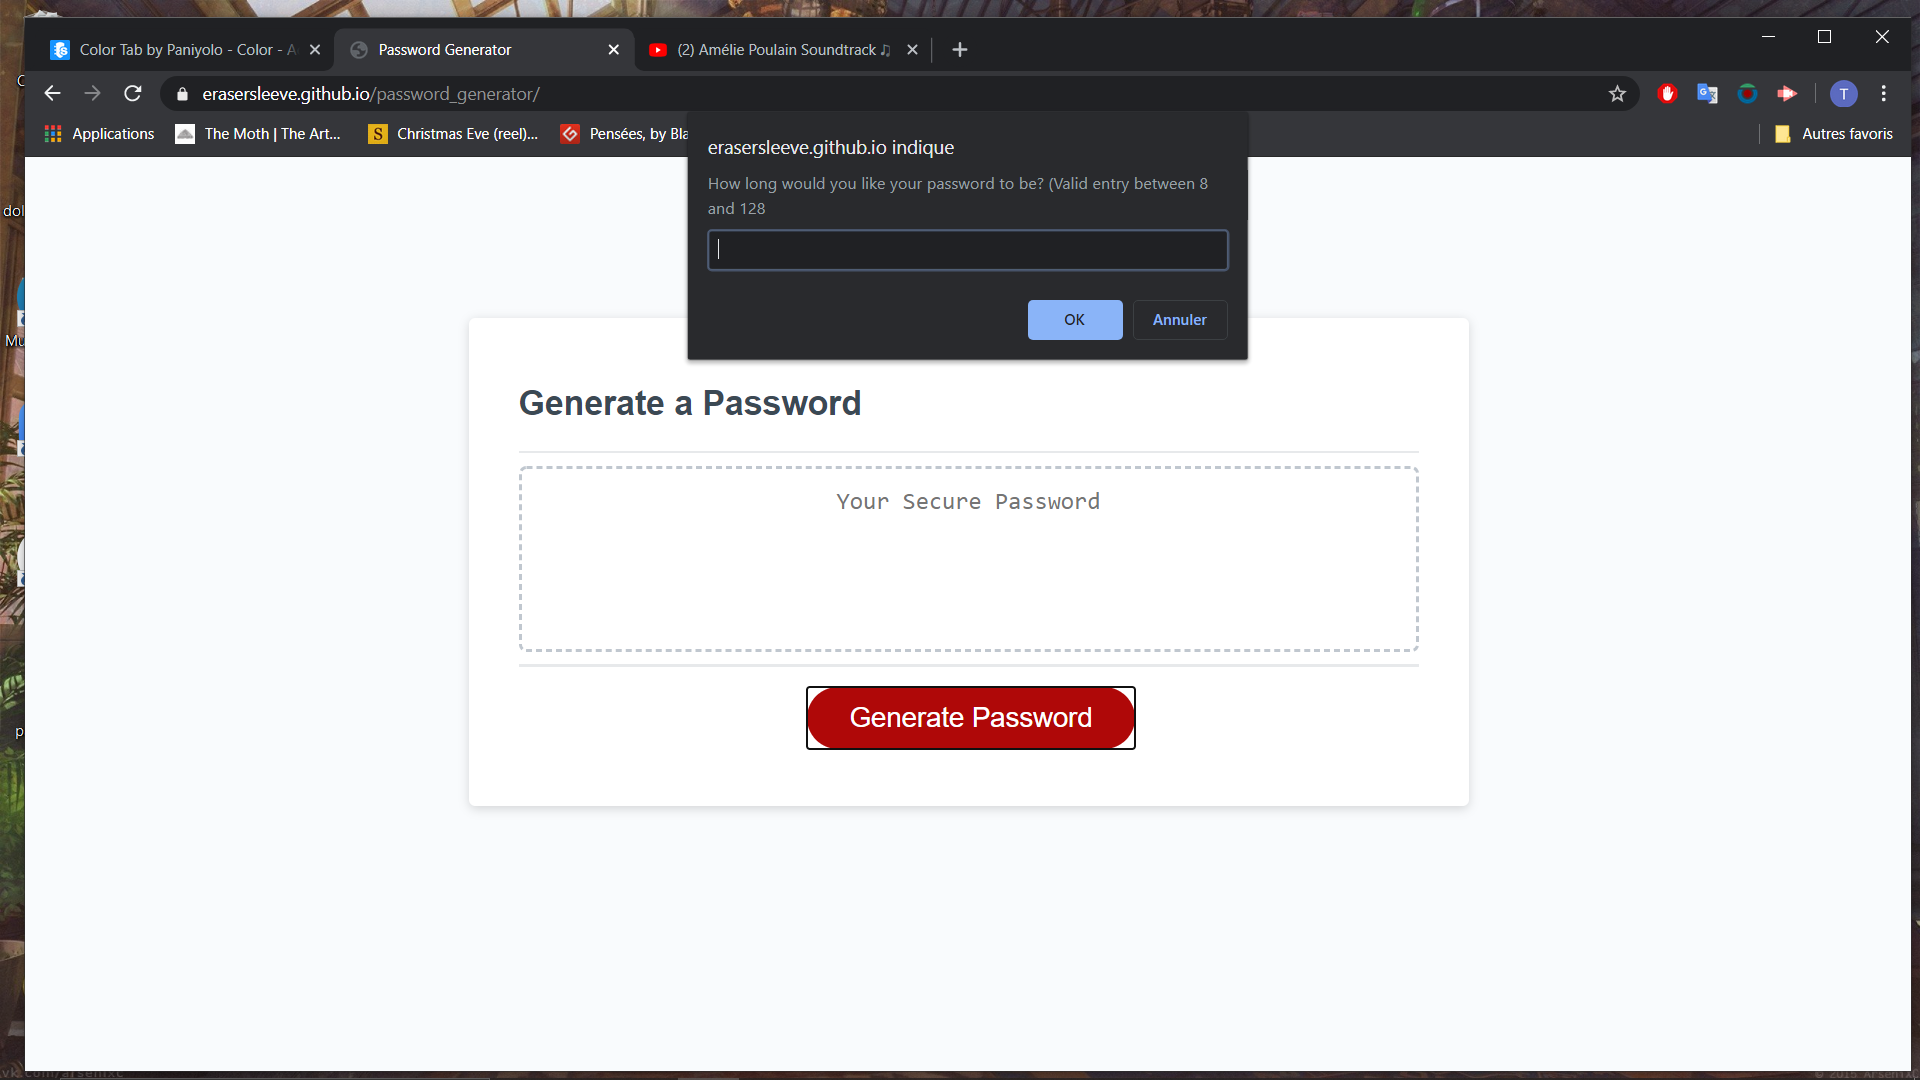 Color Tab by Paniyolo - Color - A
Password Generator
(2) Amélie Poulain Soundtrack ♫
erasersleeve.github.io/password_generator/
T
Applications
The Moth | The Art...
S
Christmas Eve (reel)...
Pensées, by Bla
Autres favoris
erasersleeve.github.io indique
How long would you like your password to be? (Valid entry between 8
and 128
OK
Annuler
Generate a Password
Your Secure Password
Generate Password
dol
Mu
p